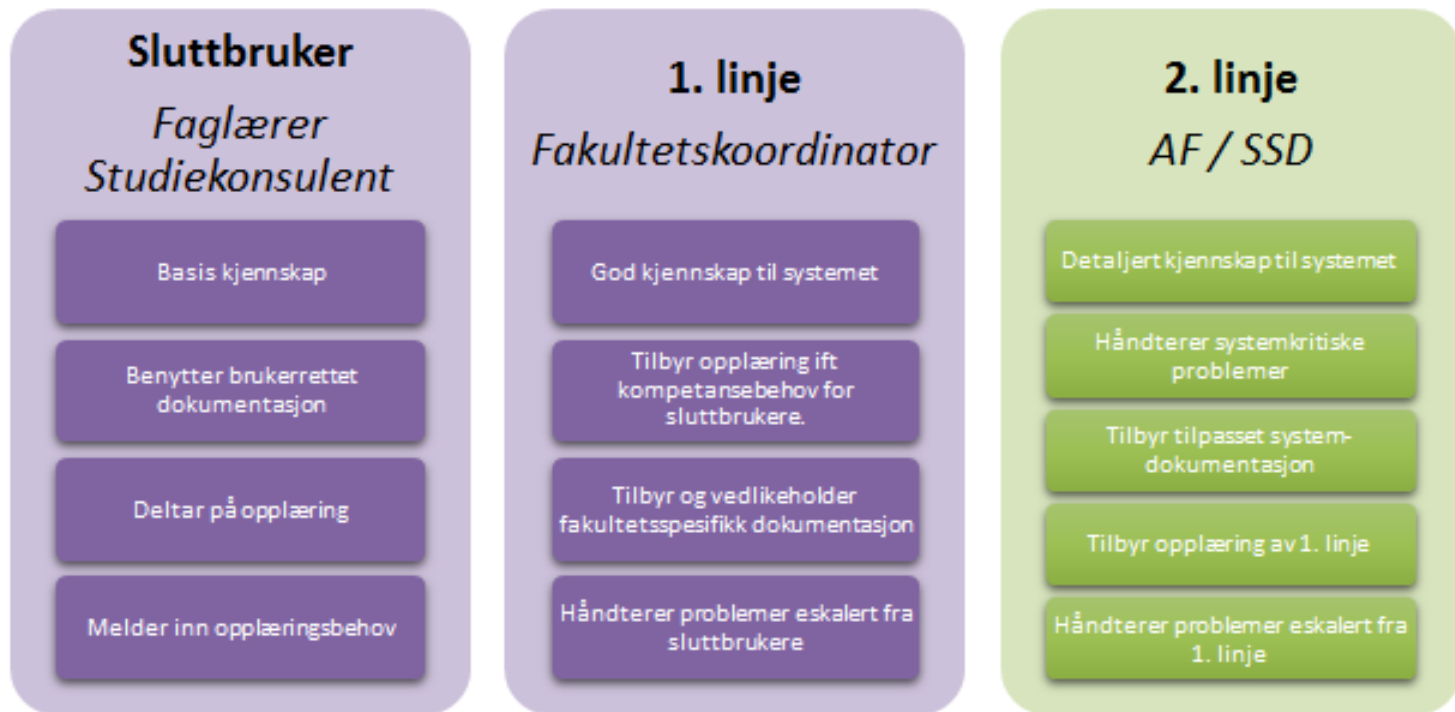 Sluttbruker
Faglærer
Studiekonsulent
Basis kjennskap
Benytter brukerrettet
dokumentasjon
Deltar på opplæring
Melder inn opplæringsbehov
1. linje
Fakultetskoordinator
God kjennskap til systemet
Tilbyr opplæring ift
kompetansebehov for
sluttbrukere.
Tilbyr og vedlikeholder
fakultetsspesifikk dokumentasjon
Håndterer problemer eskalert fra
sluttbrukere
2. linje
AF / SSD
Detaljert kjennskap til systemet
Håndterer systemkritiske
problemer
Tilbyr tilpasset system-
dokumentasjon
Tilbyr opplæring av 1. linje
Håndterer problemer eskalert fra
1. linje